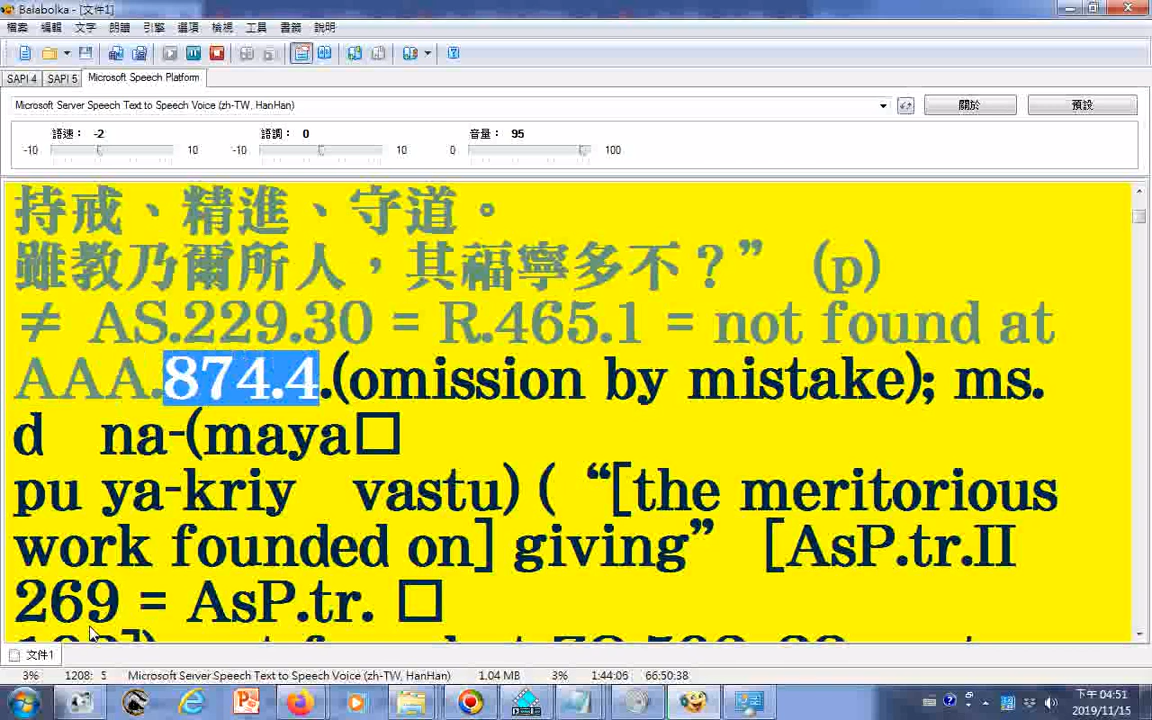 Balabolka - [文件1]
檔案 編輯 文字 朗讀 引擎 選項 檢視 工具 書籤 說明
SAPI 4 SAPI 5 Microsoft Speech Platform
Microsoft Server Speech Text to Speech Voice (zh-TW, HanHan) 關於 預設
語速： -2 語調： 0 音量： 95
-10 10 -10 10 0 100
持戒、精進、守道。
雖教乃爾所人，其福寧多不？” (p)
≠ AS.229.30 = R.465.1 = not found at
AAA.874.4.(omission by mistake); ms.
d na-(maya□
pu ya-kriy vastu) ( “[the meritorious
work founded on] giving” [AsP.tr.II
269 = AsP.tr. □
文件1
3% 1208: 5 Microsoft Server Speech Text to Speech Voice (zh-TW, HanHan) 1.04 MB 3% 1:44:05 66:50:38
下午 04:51
2019/11/15